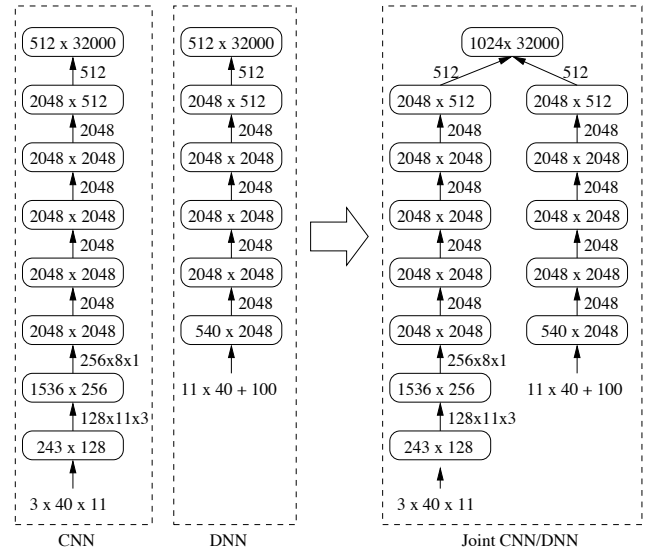 512 x 32000
512
2048 x 512
2048
2048 x 2048
2048
2048 x 2048
2048
2048 x 2048
2048
2048 x 2048
256x8x1
1536 x 256
128x11x3
243 x 128
3 x 40 x 11
CNN
512 x 32000
512
2048 x 512
2048
2048 x 2048
2048
2048 x 2048
2048
2048 x 2048
2048
540 x 2048
11 x 40 + 100
DNN
1024x 32000
512
512
2048 x 512
2048
2048 x 2048
2048
2048 x 2048
2048
2048 x 2048
2048
2048 x 2048
256x8x1
1536 x 256
128x11x3
243 x 128
3 x 40 x 11
2048 x 512
2048
2048 x 2048
2048
2048 x 2048
2048
2048 x 2048
2048
540 x 2048
11 x 40 + 100
Joint CNN/DNN